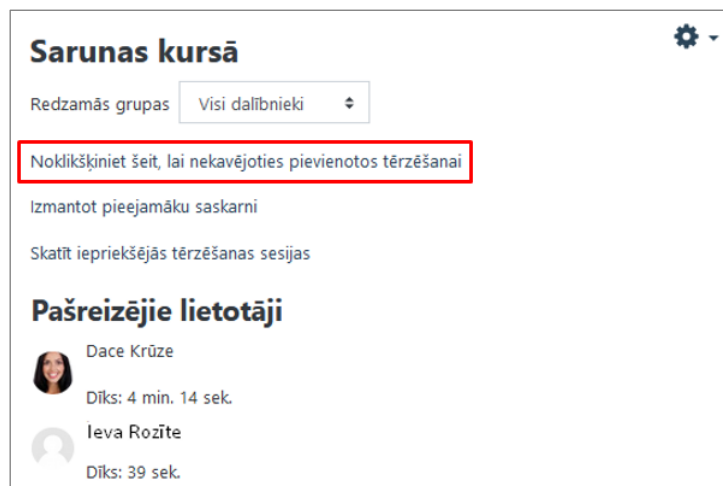 Sarunas kursā
Redzamās grupas Visi dalībnieki
Noklikšķiniet šeit, lai nekavējoties pievienotos tērzēšanai
Izmantot pieejamāku saskarni
Skatīt iepriekšējās tērzēšanas sesijas
Pašreizējie lietotāji
Dace Krūze
Dīks: 4 min. 14 sek.
Ieva Rozīte
Dīks: 39 sek.